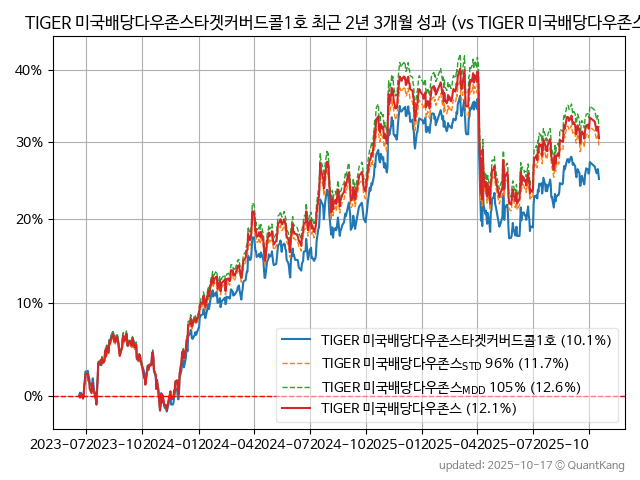 TIGER 미국배당다우존스타겟커버드콜1호 최근 2년 3개월 성과 (vs TIGER 미국배당다우존스
40%
30%
20%
10%
0%
TIGER 미국배당다우존스타겟커버드콜1호 (10.1%)
TIGER 미국배당다우존스STD 96% (11.7%)
TIGER 미국배당다우존스MDD 105% (12.6%)
TIGER 미국배당다우존스 (12.1%)
2023-07 2023-10 2024-01 2024-04 2024-07 2024-10 2025-01 2025-04 2025-07 2025-10
updated: 2025-10-17 © QuantKang